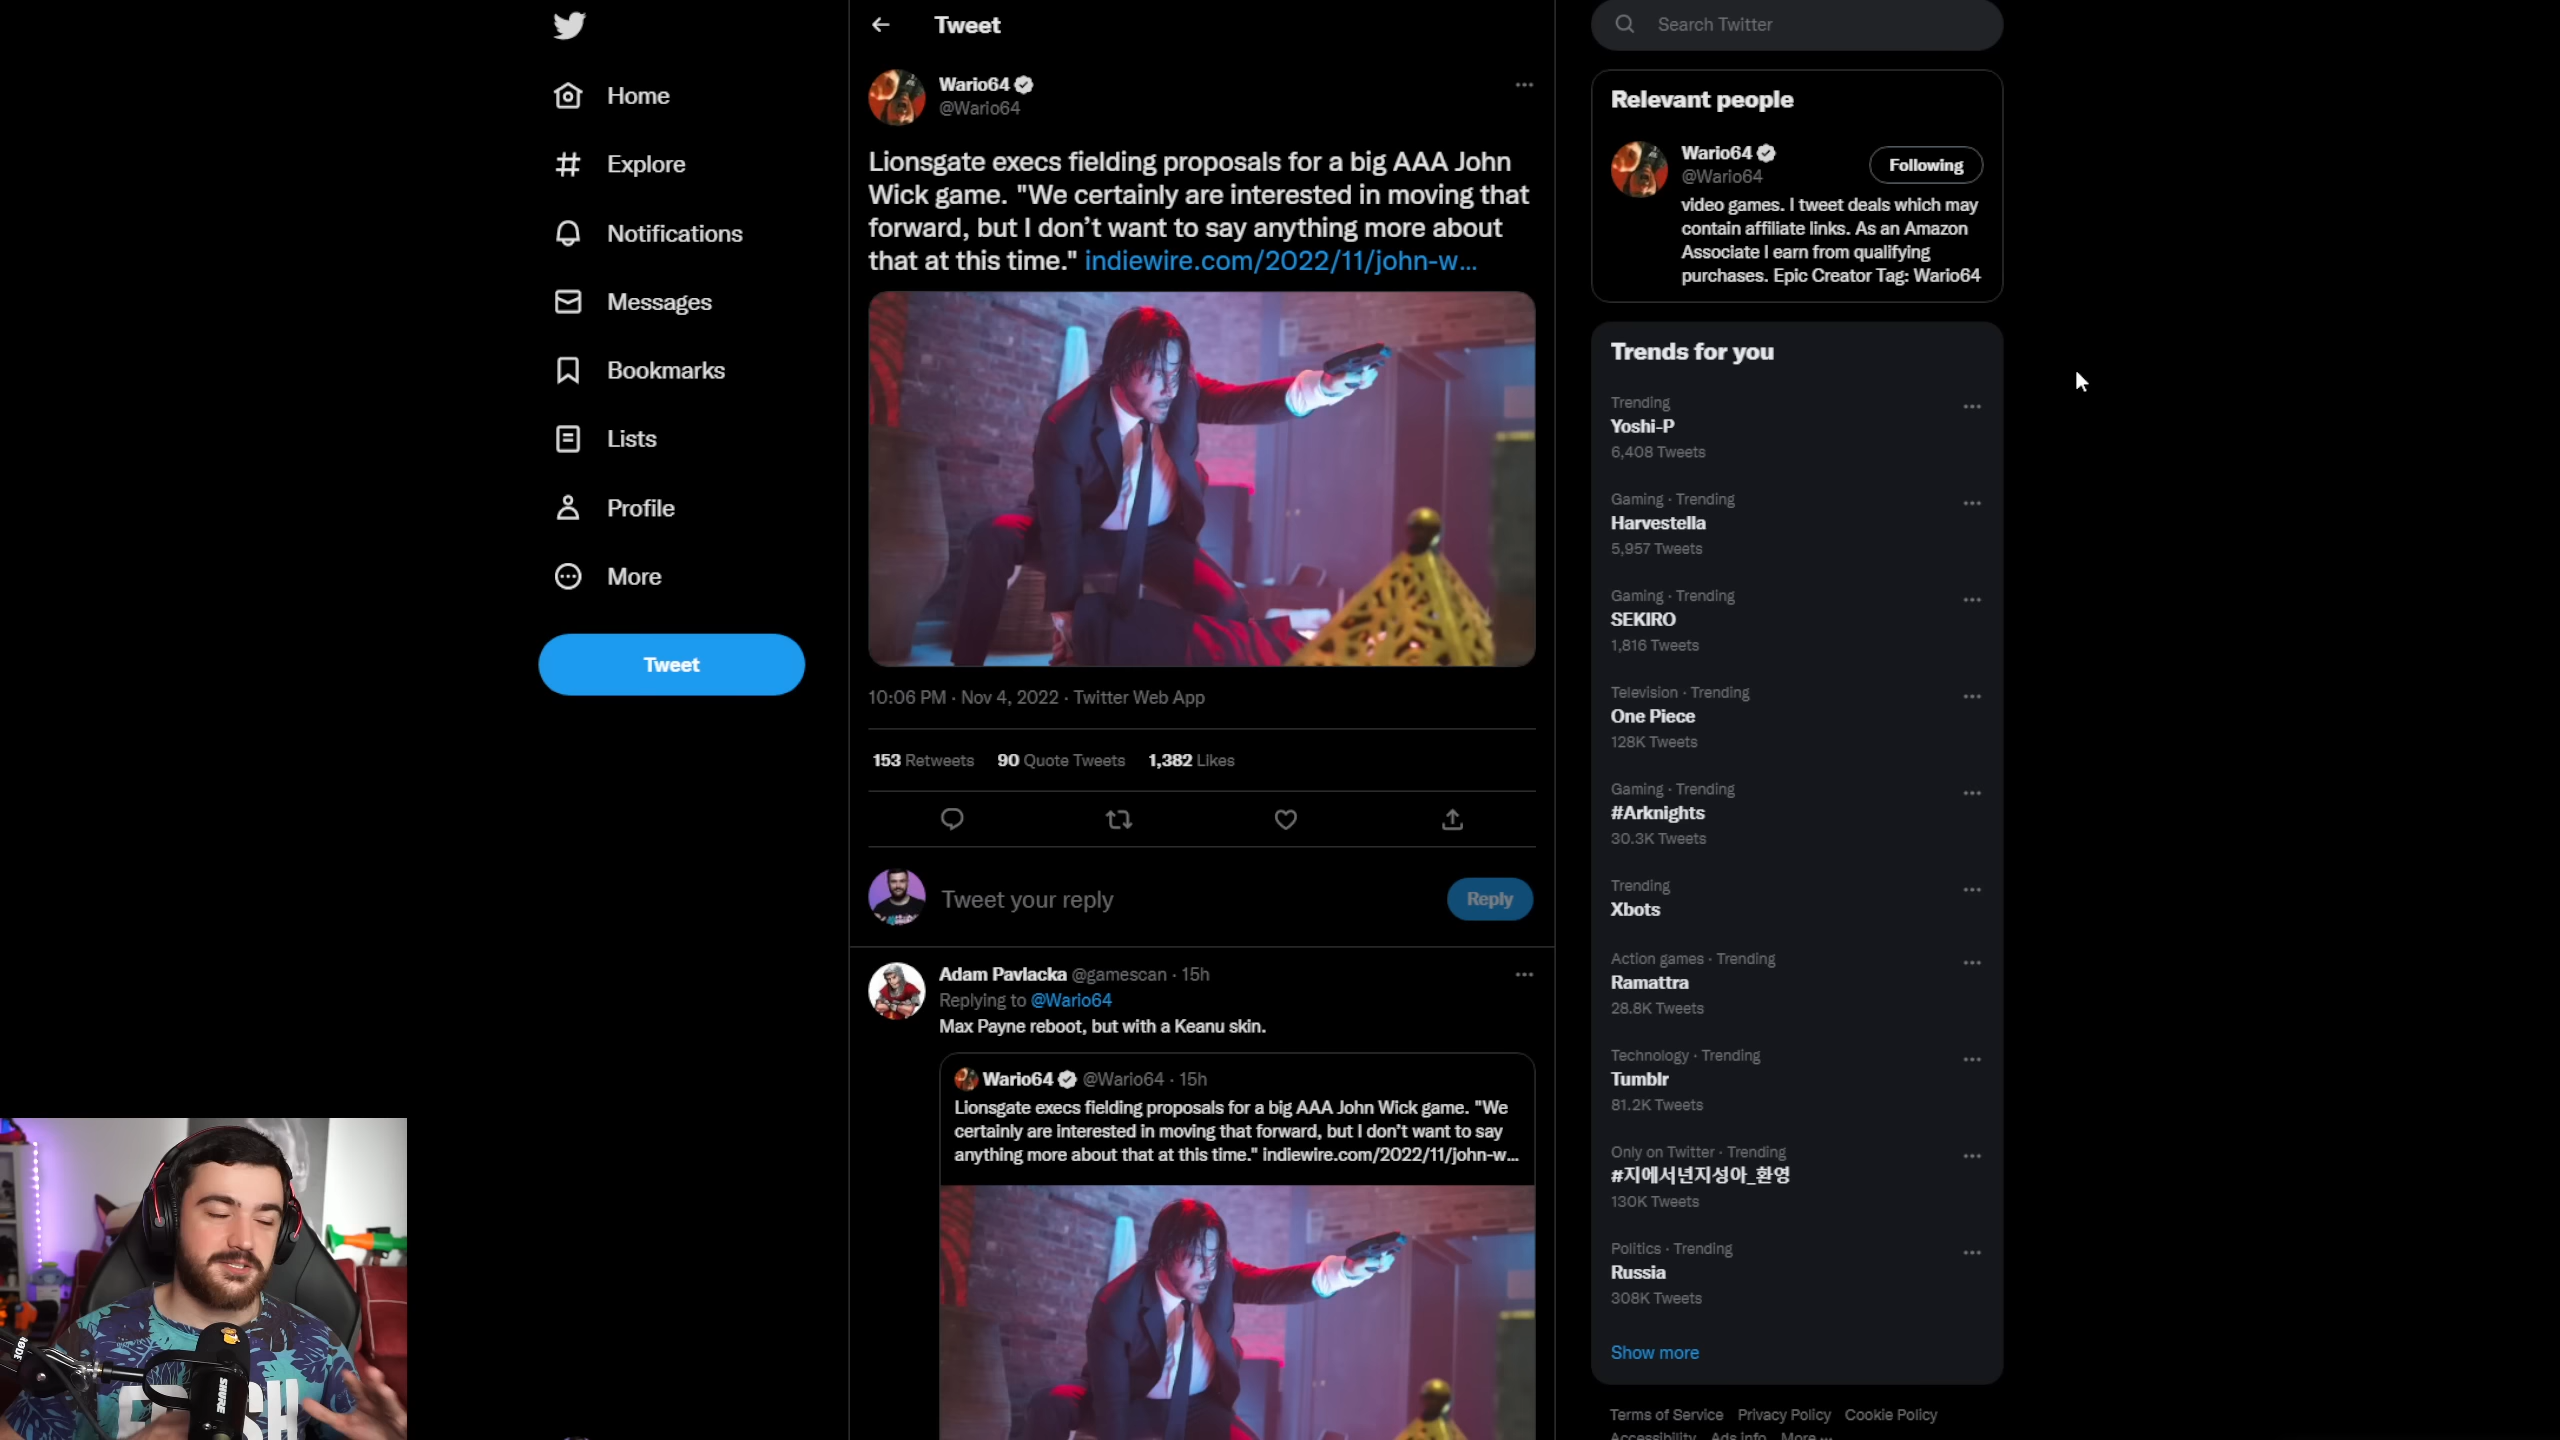 Home
Explore
Notifications
Messages
Bookmarks
Lists
Profile
More
Tweet
Tweet
Wario64
@Wario64
Lionsgate execs fielding proposals for a big AAA John
Wick game. "We certainly are interested in moving that
forward, but I don't want to say anything more about
that at this time." indiewire.com/2022/11/john-w...
10:06 PM · Nov 4, 2022 · Twitter Web App
153 Retweets 90 Quote Tweets 1,382 Likes
Tweet your reply
Reply
Adam Pavlacka @gamescan · 15h
Replying to @Wario64
Max Payne reboot, but with a Keanu skin.
Wario64 @Wario64 · 15h
Lionsgate execs fielding proposals for a big AAA John Wick game. "We
certainly are interested in moving that forward, but I don't want to say
anything more about that at this time." indiewire.com/2022/11/john-w...
Search Twitter
Relevant people
Wario64
@Wario64
Following
video games. I tweet deals which may
contain affiliate links. As an Amazon
Associate I earn from qualifying
purchases. Epic Creator Tag: Wario64
Trends for you
Trending
Yoshi-P
6,408 Tweets
Gaming · Trending
Harvestella
5,957 Tweets
Gaming · Trending
SEKIRO
1,816 Tweets
Television · Trending
One Piece
128K Tweets
Gaming · Trending
#Arknights
30.3K Tweets
Trending
Xbots
Action games · Trending
Ramattra
28.8K Tweets
Technology · Trending
Tumblr
81.2K Tweets
Only on Twitter · Trending
#지에서넌지성아_환영
130K Tweets
Politics · Trending
Russia
308K Tweets
Show more
Terms of Service Privacy Policy Cookie Policy
Accessibility Ads info More ...
RØDE
SHURE